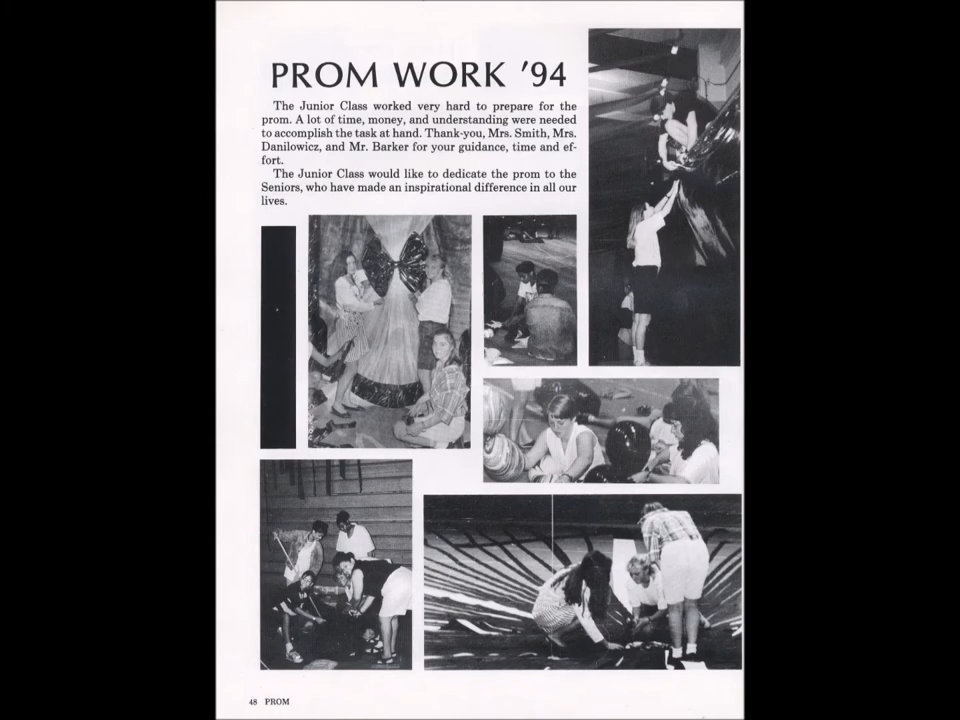 PROM WORK '94
The Junior Class worked very hard to prepare for the
prom. A lot of time, money, and understanding were needed
to accomplish the task at hand. Thank-you, Mrs. Smith, Mrs.
Danilowicz, and Mr. Barker for your guidance, time and ef-
fort.
The Junior Class would like to dedicate the prom to the
Seniors, who have made an inspirational difference in all our
lives.
48 PROM